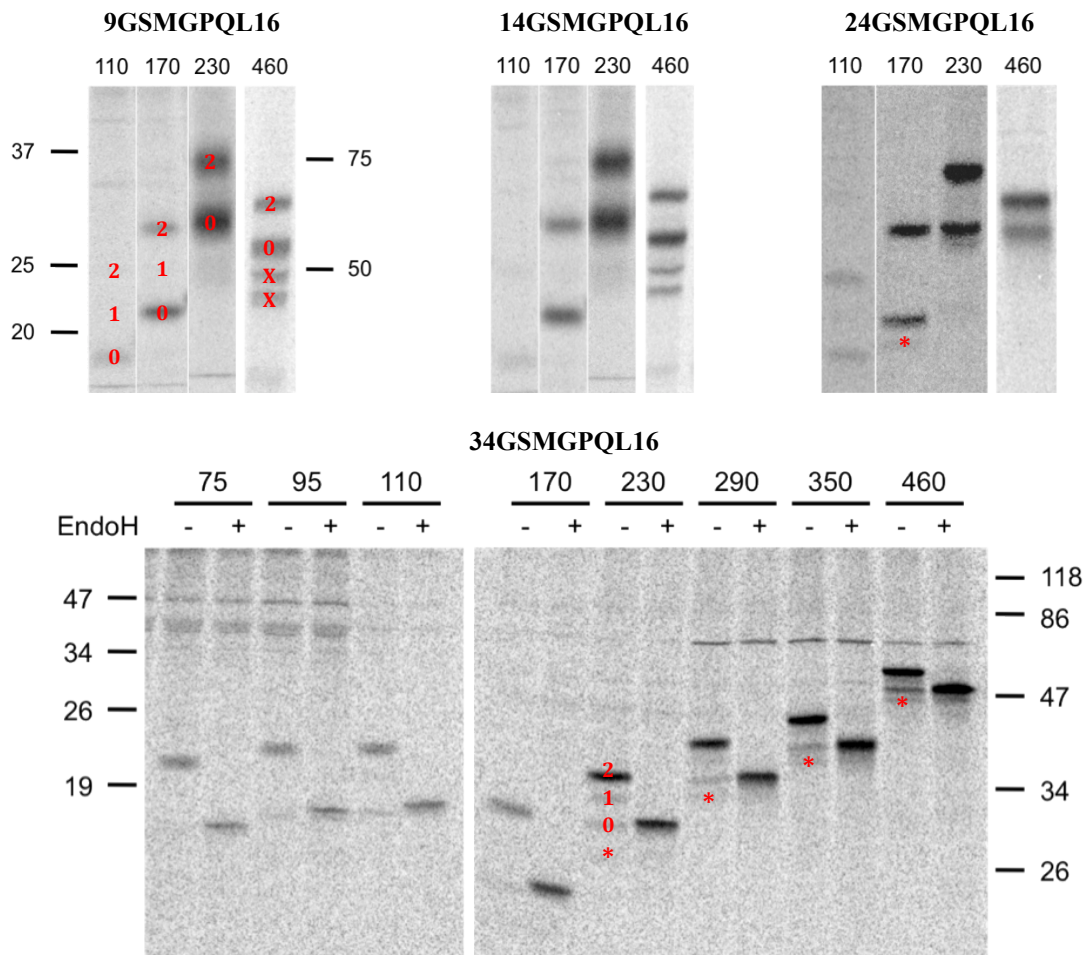 9GSMGPQL16 14GSMGPQL16 24GSMGPQL16
110 170 230 460 110 170 230 460 110 170 230 460
37 2 75
2 2 0 2
25 2 1 0 50
1 0 X
20 0 X *
34GSMGPQL16
75 95 110 170 230 290 350 460
EndoH - + - + - + - + - + - + - + - +
118
47 86
34
26 * 47
2 *
19 1 * 34
0
* 26